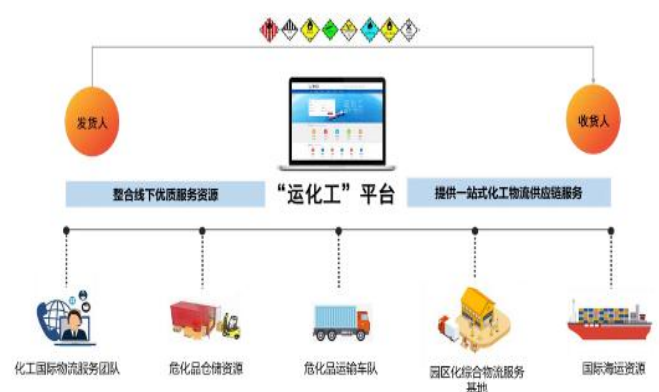 发货人
收货人
整合线下优质服务资源
“运化工”平台
提供一站式化工物流供应链服务
化工国际物流服务团队
危化品仓储资源
危化品运输车队
园区化综合物流服务
基地
国际海运资源